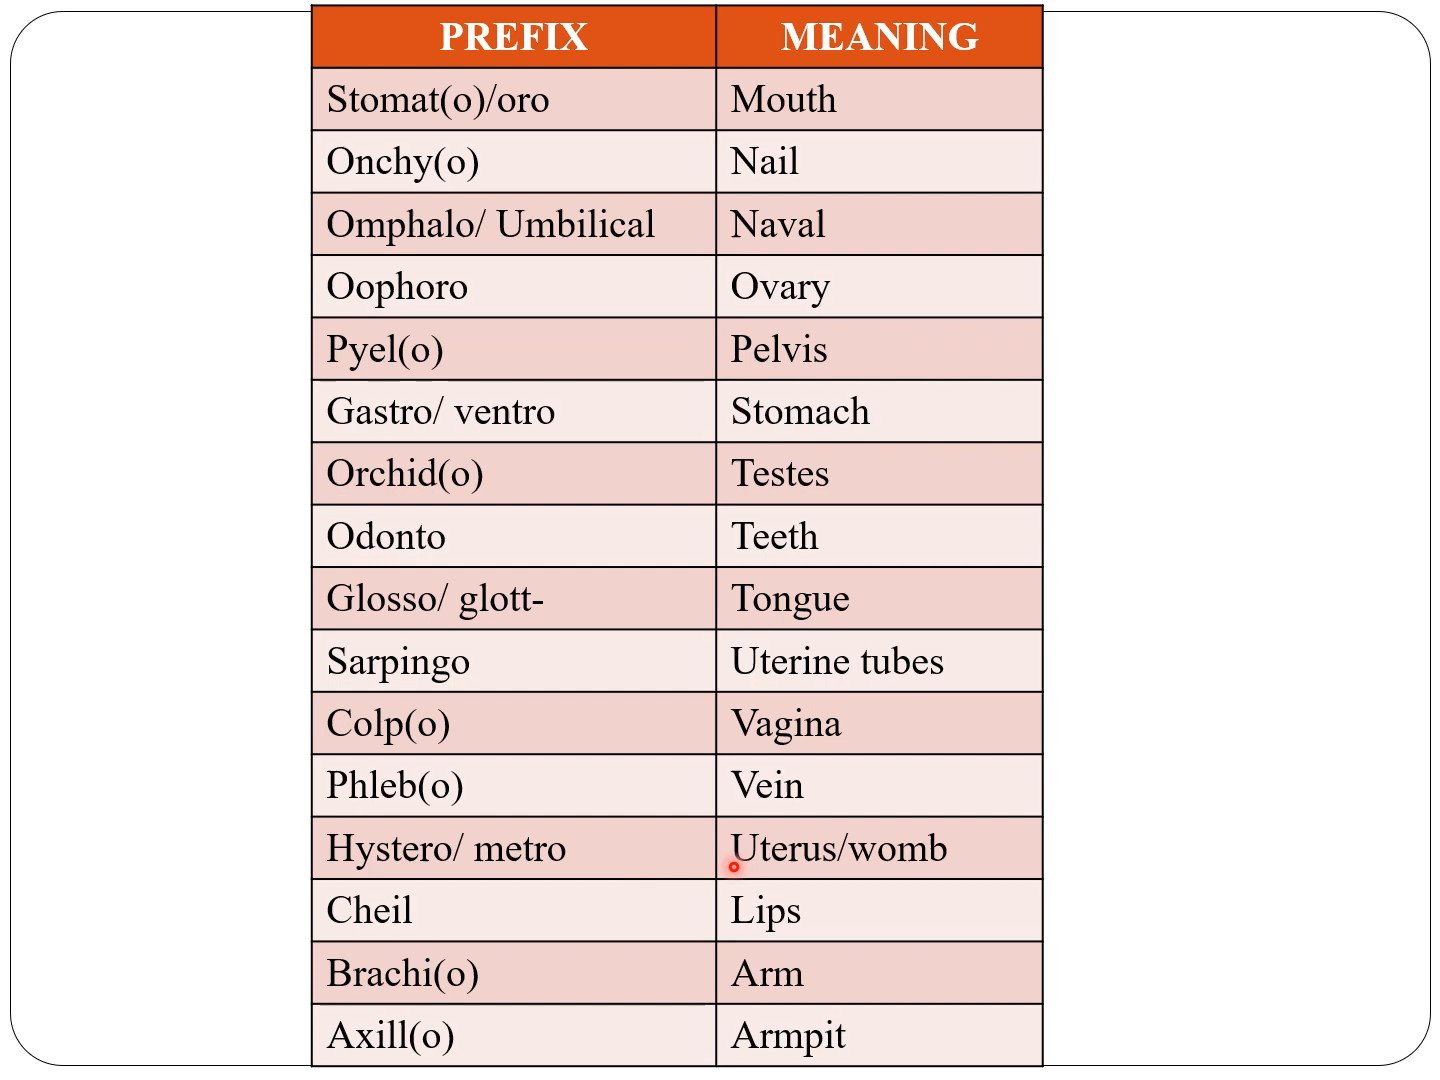 PREFIX MEANING
Stomat(o)/oro Mouth
Onchy(o) Nail
Omphalo/ Umbilical Naval
Oophoro Ovary
Pyel(o) Pelvis
Gastro/ ventro Stomach
Orchid(o) Testes
Odonto Teeth
Glosso/ glott- Tongue
Sarpingo Uterine tubes
Colp(o) Vagina
Phleb(o) Vein
Hystero/ metro Uterus/womb
Cheil Lips
Brachi(o) Arm
Axill(o) Armpit